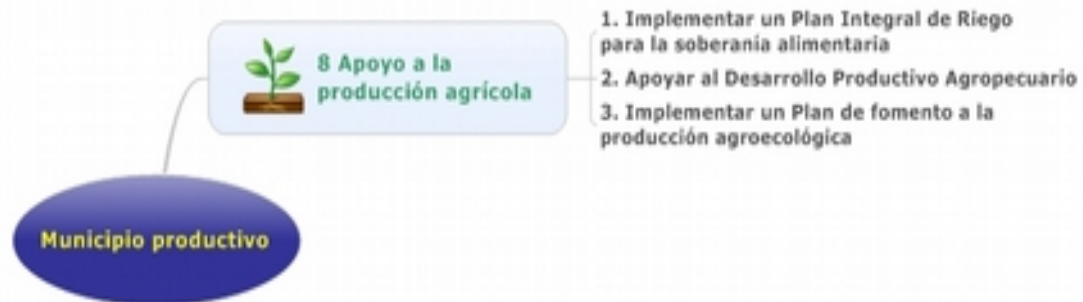 1. Implementar un Plan Integral de Riego
para la soberanía alimentaria
8 Apoyo a la
producción agrícola
2. Apoyar al Desarrollo Productivo Agropecuario
3. Implementar un Plan de fomento a la
producción agroecológica
Municipio productivo